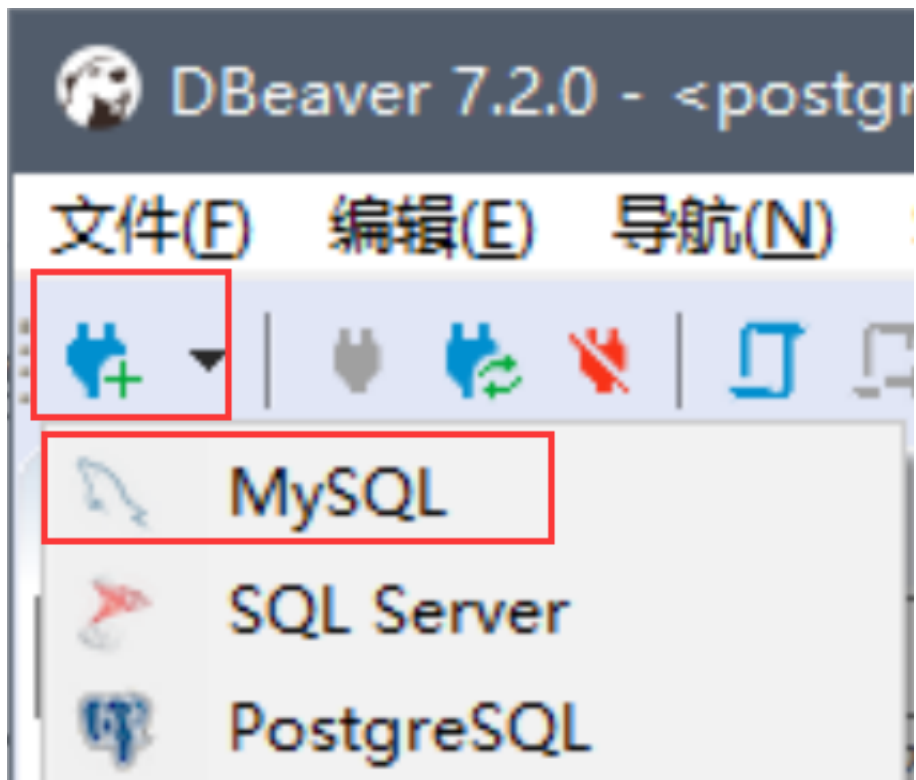 DBeaver 7.2.0 - <postgr
文件(F) 编辑(E) 导航(N)
MySQL
SQL Server
PostgreSQL